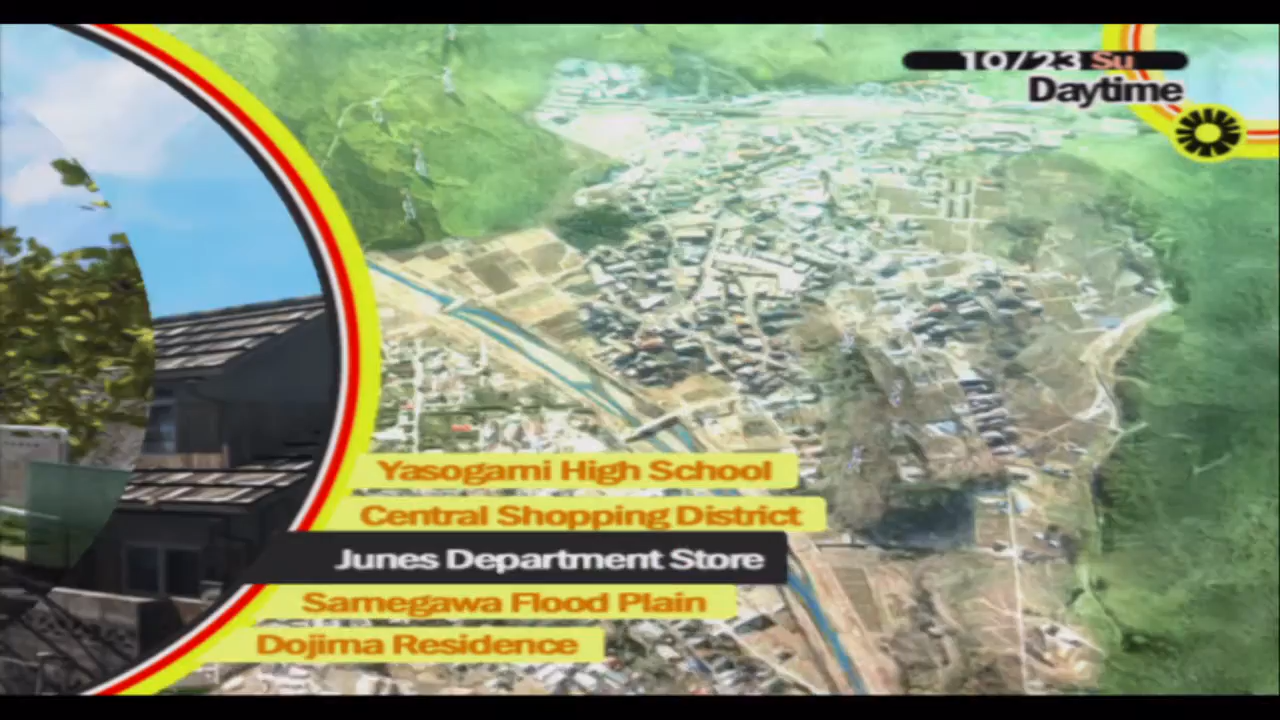 10/23 Su
Daytime
Yasogami High School
Central Shopping District
Junes Department Store
Samegawa Flood Plain
Dojima Residence